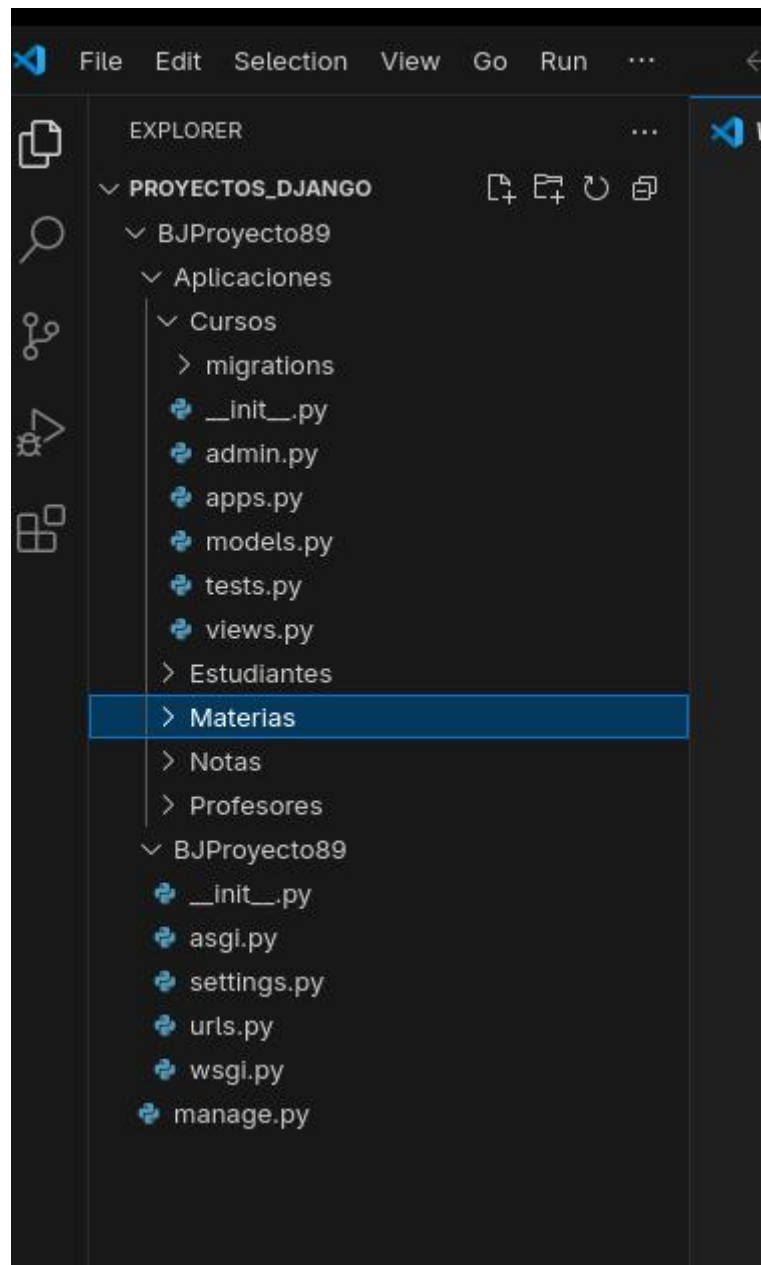 File Edit Selection View Go Run ···
EXPLORER ···
PROYECTOS_DJANGO
BJProyecto89
Aplicaciones
Cursos
migrations
__init__.py
admin.py
apps.py
models.py
tests.py
views.py
Estudiantes
Materias
Notas
Profesores
BJProyecto89
__init__.py
asgi.py
settings.py
urls.py
wsgi.py
manage.py